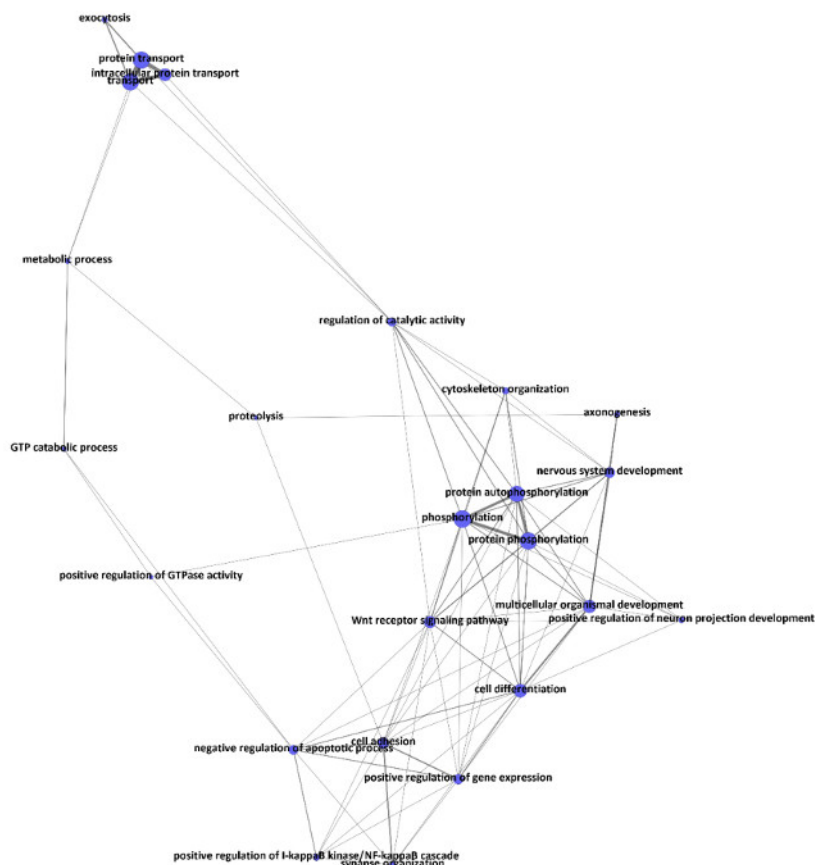 exocytosis
protein transport
intracellular protein transport
transport
metabolic process
regulation of catalytic activity
cytoskeleton organization
proteolysis
axonogenesis
GTP catabolic process
nervous system development
protein autophosphorylation
phosphorylation
protein phosphorylation
positive regulation of GTPase activity
multicellular organismal development
Wnt receptor signaling pathway
positive regulation of neuron projection development
cell differentiation
cell adhesion
negative regulation of apoptotic process
positive regulation of gene expression
positive regulation of I-kappaB kinase/NF-kappaB cascade
synapse organization